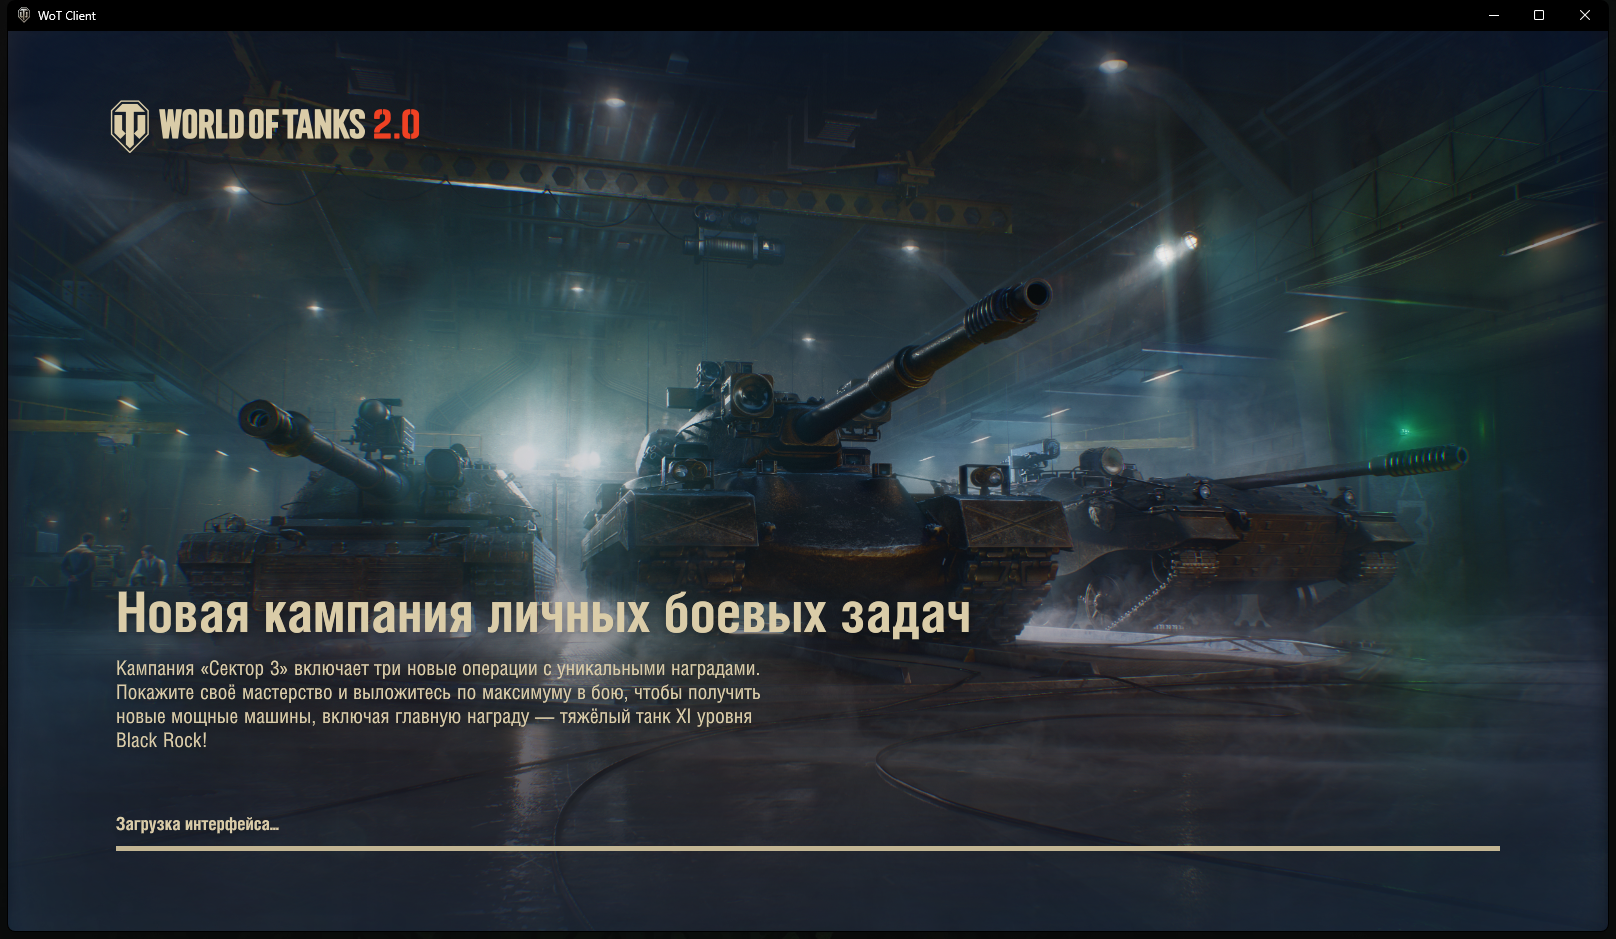 WoT Client
WORLD OF TANKS 2.0
Новая кампания личных боевых задач
Кампания «Сектор 3» включает три новые операции с уникальными наградами.
Покажите своё мастерство и выложитесь по максимуму в бою, чтобы получить
новые мощные машины, включая главную награду — тяжёлый танк XI уровня
Black Rock!
Загрузка интерфейса...